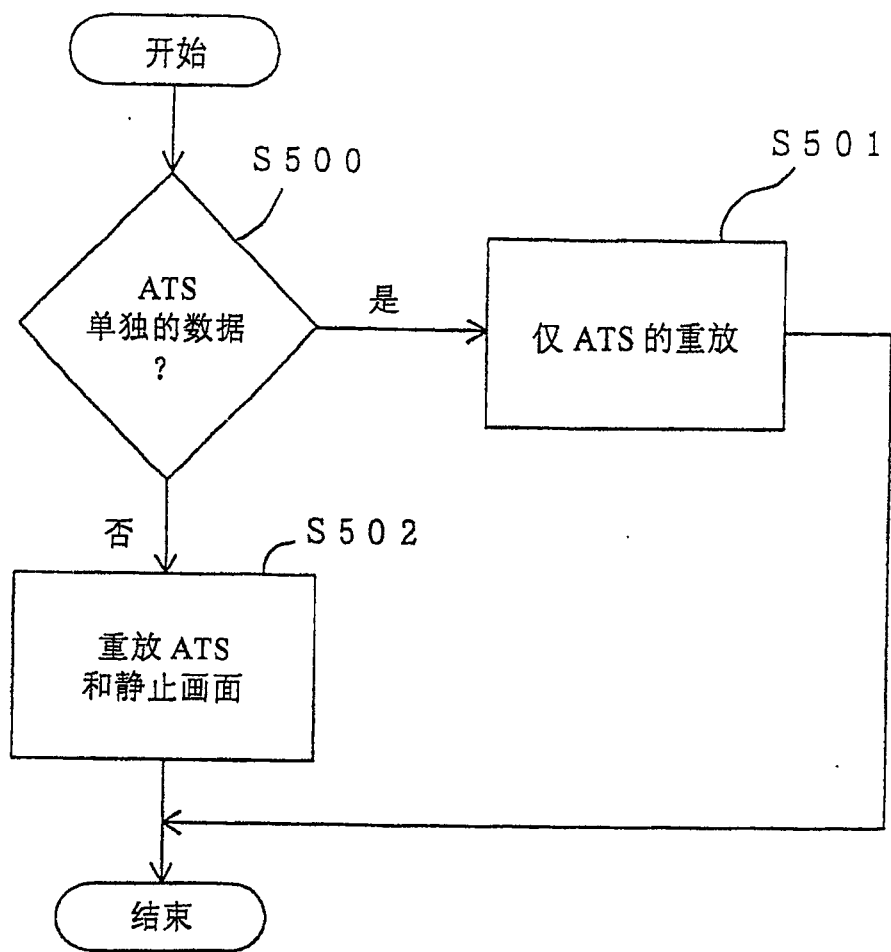 开始
S500
S501
ATS
单独的数据
?
是
仅 ATS 的重放
否
S502
重放 ATS
和静止画面
结束